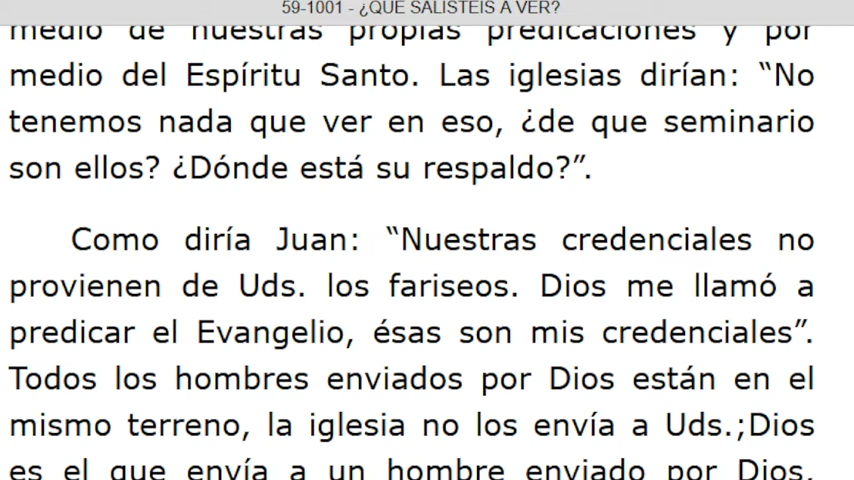 59-1001 - ¿QUE SALISTEIS A VER?
medio de nuestras propias predicaciones y por
medio del Espíritu Santo. Las iglesias dirían: “No
tenemos nada que ver en eso, ¿de que seminario
son ellos? ¿Dónde está su respaldo?”.
Como diría Juan: “Nuestras credenciales no
provienen de Uds. los fariseos. Dios me llamó a
predicar el Evangelio, ésas son mis credenciales”.
Todos los hombres enviados por Dios están en el
mismo terreno, la iglesia no los envía a Uds.;Dios
es el que envía a un hombre enviado por Dios.